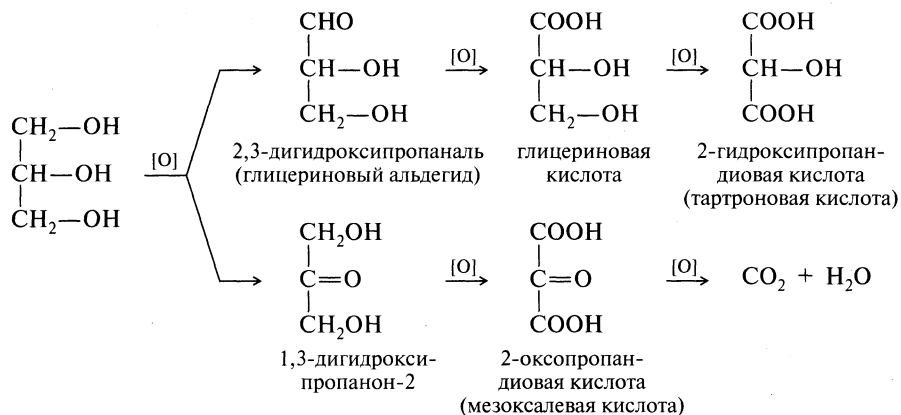 CHO
CH—OH
CH₂—OH
[O]
COOH
CH—OH
CH₂—OH
[O]
COOH
CH—OH
COOH
2,3-дигидроксипропаналь
(глицериновый альдегид)
глицериновая
кислота
2-гидроксипропан-
диовая кислота
(тартроновая кислота)
CH₂—OH
CH—OH
CH₂—OH
[O]
CH₂OH
C=O
CH₂OH
[O]
COOH
C=O
COOH
[O]
CO₂ + H₂O
1,3-дигидрокси-
пропанон-2
2-оксопропан-
диовая кислота
(мезоксалевая кислота)